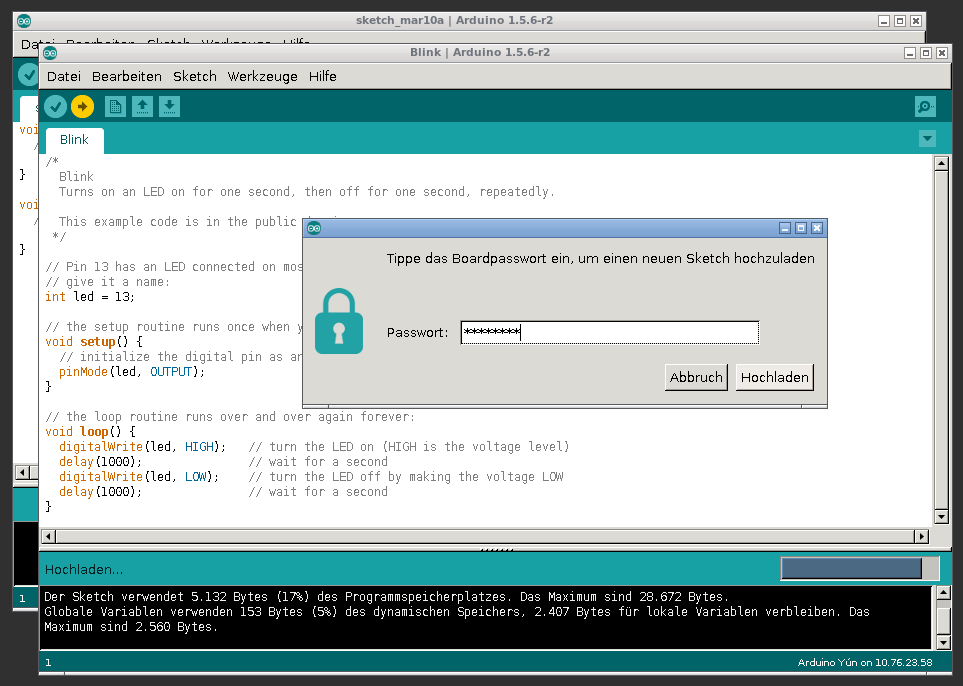 sketch_mar10a | Arduino 1.5.6-r2
Blink | Arduino 1.5.6-r2
Datei Bearbeiten Sketch Werkzeuge Hilfe
Blink
/*
Blink
Turns on an LED on for one second, then off for one second, repeatedly.
This example code is in the public
*/
// Pin 13 has an LED connected on mos
// give it a name:
int led = 13;
// the setup routine runs once when y
void setup() {
// initialize the digital pin as an
pinMode(led, OUTPUT);
}
// the loop routine runs over and over again forever:
void loop() {
digitalWrite(led, HIGH);   // turn the LED on (HIGH is the voltage level)
delay(1000);               // wait for a second
digitalWrite(led, LOW);    // turn the LED off by making the voltage LOW
delay(1000);               // wait for a second
}
Tippe das Boardpasswort ein, um einen neuen Sketch hochzuladen
Passwort: *********
Abbruch Hochladen
Hochladen...
Der Sketch verwendet 5.132 Bytes (17%) des Programmspeicherplatzes. Das Maximum sind 28.672 Bytes.
Globale Variablen verwenden 153 Bytes (5%) des dynamischen Speichers, 2.407 Bytes für lokale Variablen verbleiben. Das
Maximum sind 2.560 Bytes.
1
1 Arduino Yún on 10.76.23.58